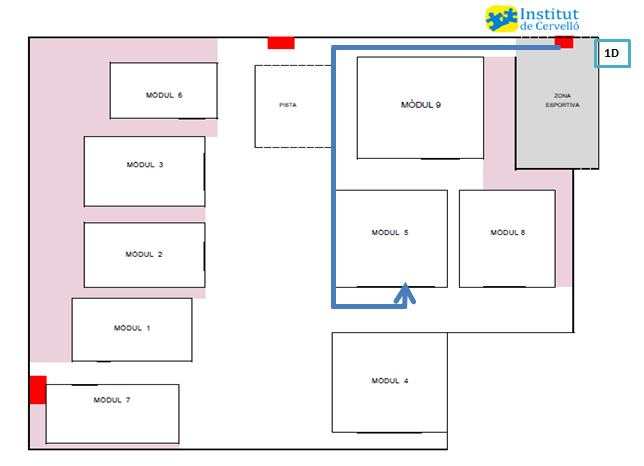 Institut
de Cervelló
1D
MÒDUL 6
PISTA
MÒDUL 9
ZONA
ESPORTIVA
MÒDUL 3
MÒDUL 5
MÒDUL 8
MÒDUL 2
MÒDUL 1
MÒDUL 4
MÒDUL 7